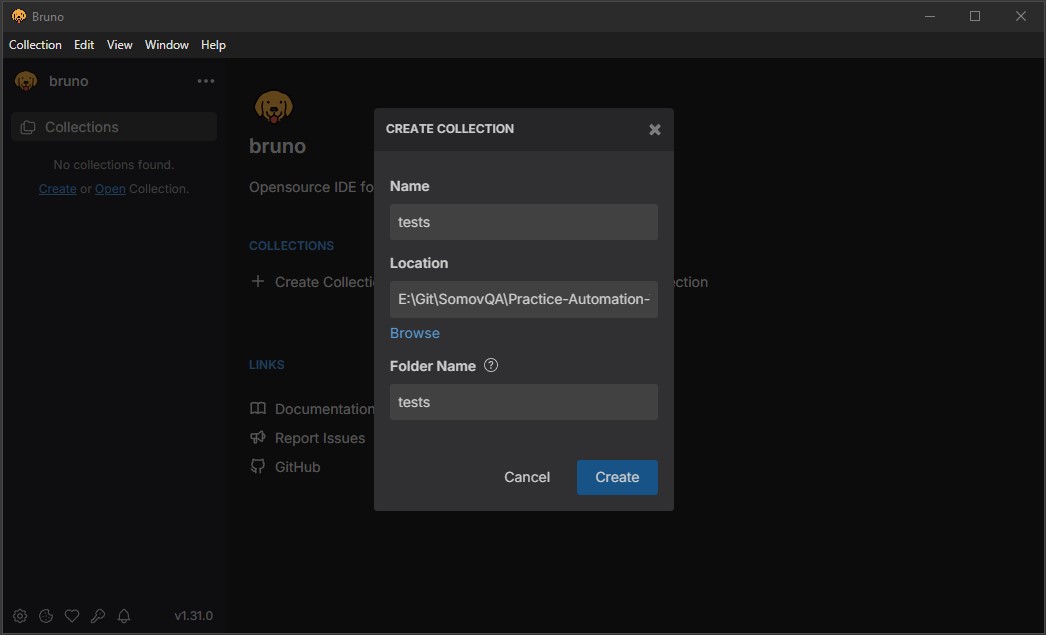 Bruno
Collection Edit View Window Help
bruno
Collections
No collections found.
Create or Open Collection.
bruno
Opensource IDE fo
COLLECTIONS
Create Collecti
ction
LINKS
Documentation
Report Issues
GitHub
CREATE COLLECTION
Name
tests
Location
E:\Git\SomovQA\Practice-Automation-
Browse
Folder Name
tests
Cancel Create
v1.31.0